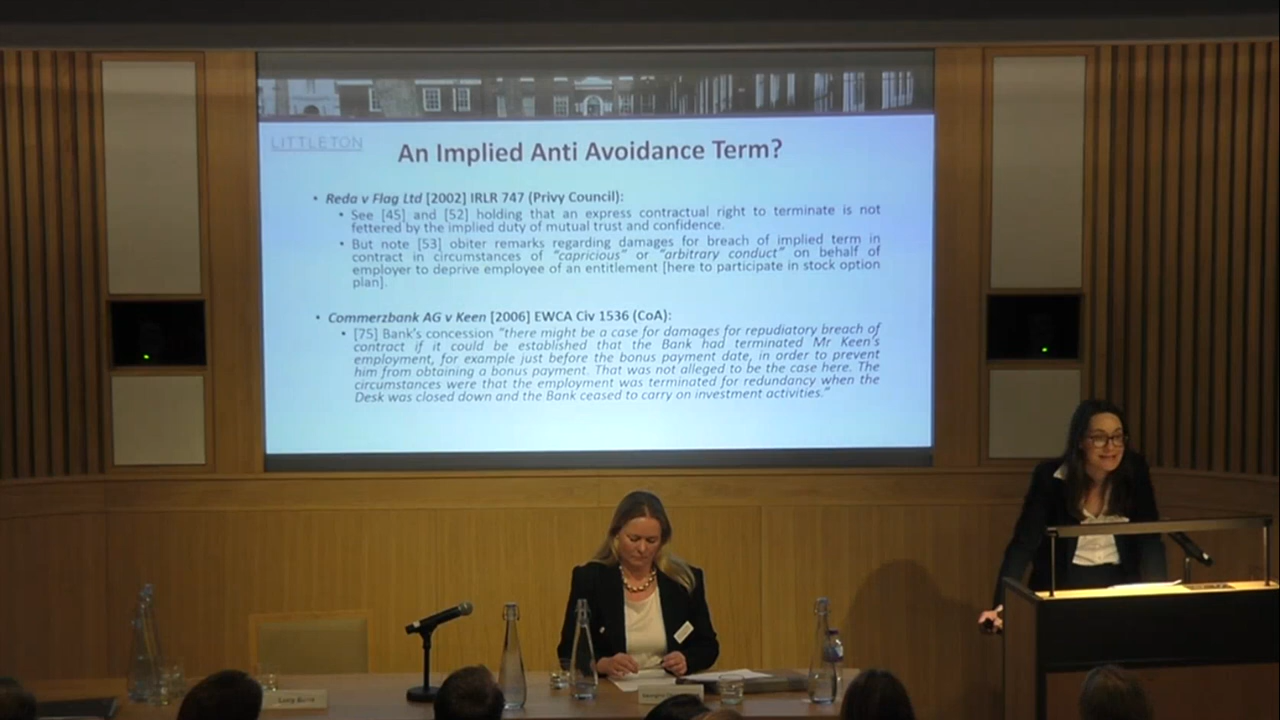 LITTLETON
An Implied Anti Avoidance Term?
• Reda v Flag Ltd [2002] IRLR 747 (Privy Council):
• See [45] and [52] holding that an express contractual right to terminate is not
fettered by the implied duty of mutual trust and confidence.
• But note [53] obiter remarks regarding damages for breach of implied term in
contract in circumstances of "capricious" or "arbitrary conduct" on behalf of
employer to deprive employee of an entitlement [here to participate in stock option
plan].
• Commerzbank AG v Keen [2006] EWCA Civ 1536 (CoA):
• [75] Bank's concession "there might be a case for damages for repudiatory breach of
contract if it could be established that the Bank had terminated Mr Keen's
employment, for example just before the bonus payment date, in order to prevent
him from obtaining a bonus payment. That was not alleged to be the case here. The
circumstances were that the employment was terminated for redundancy when the
Desk was closed down and the Bank ceased to carry on investment activities."